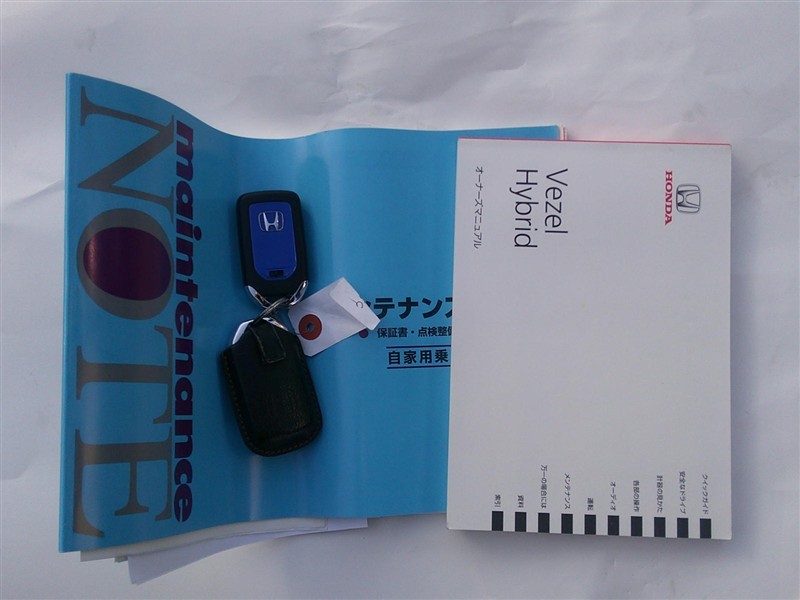 maintenance
NOTE
テナンス
保証書・点検整備
自家用乗
HONDA
Vezel
Hybrid
オーナーズマニュアル
クイックガイド
安全なドライブ
計器の見かた
各部の操作
オーディオ
運転
メンテナンス
万一の場合には
資料
索引